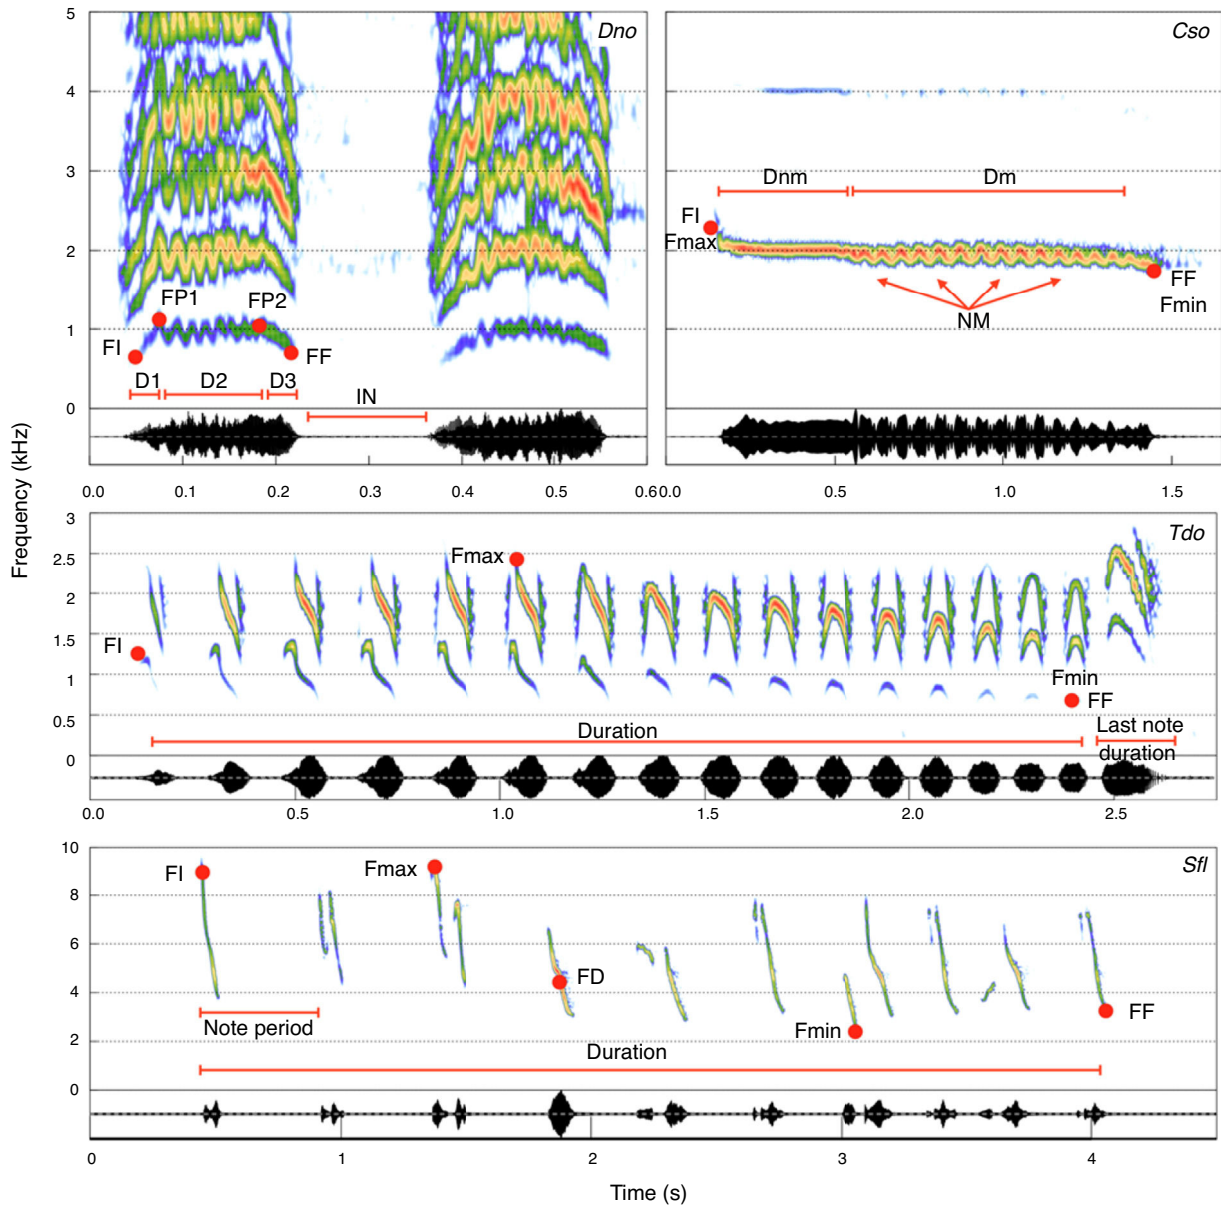 5 Dno Cso
4
3 Dnm Dm
FI
Fmax
2
FP1 FP2 FF
Fmin
NM
1
FI FF
D1 D2 D3 IN
0
0.0 0.1 0.2 0.3 0.4 0.5 0.6 0.0 0.5 1.0 1.5
Frequency (kHz)
3 Tdo
2.5 Fmax
2
1.5
FI
1 Fmin
FF
0.5 Duration Last note
duration
0
0.0 0.5 1.0 1.5 2.0 2.5
10 Sfl
FI Fmax
8
6
FD
4
Note period Fmin FF
2
Duration
0
0 1 2 3 4
Time (s)